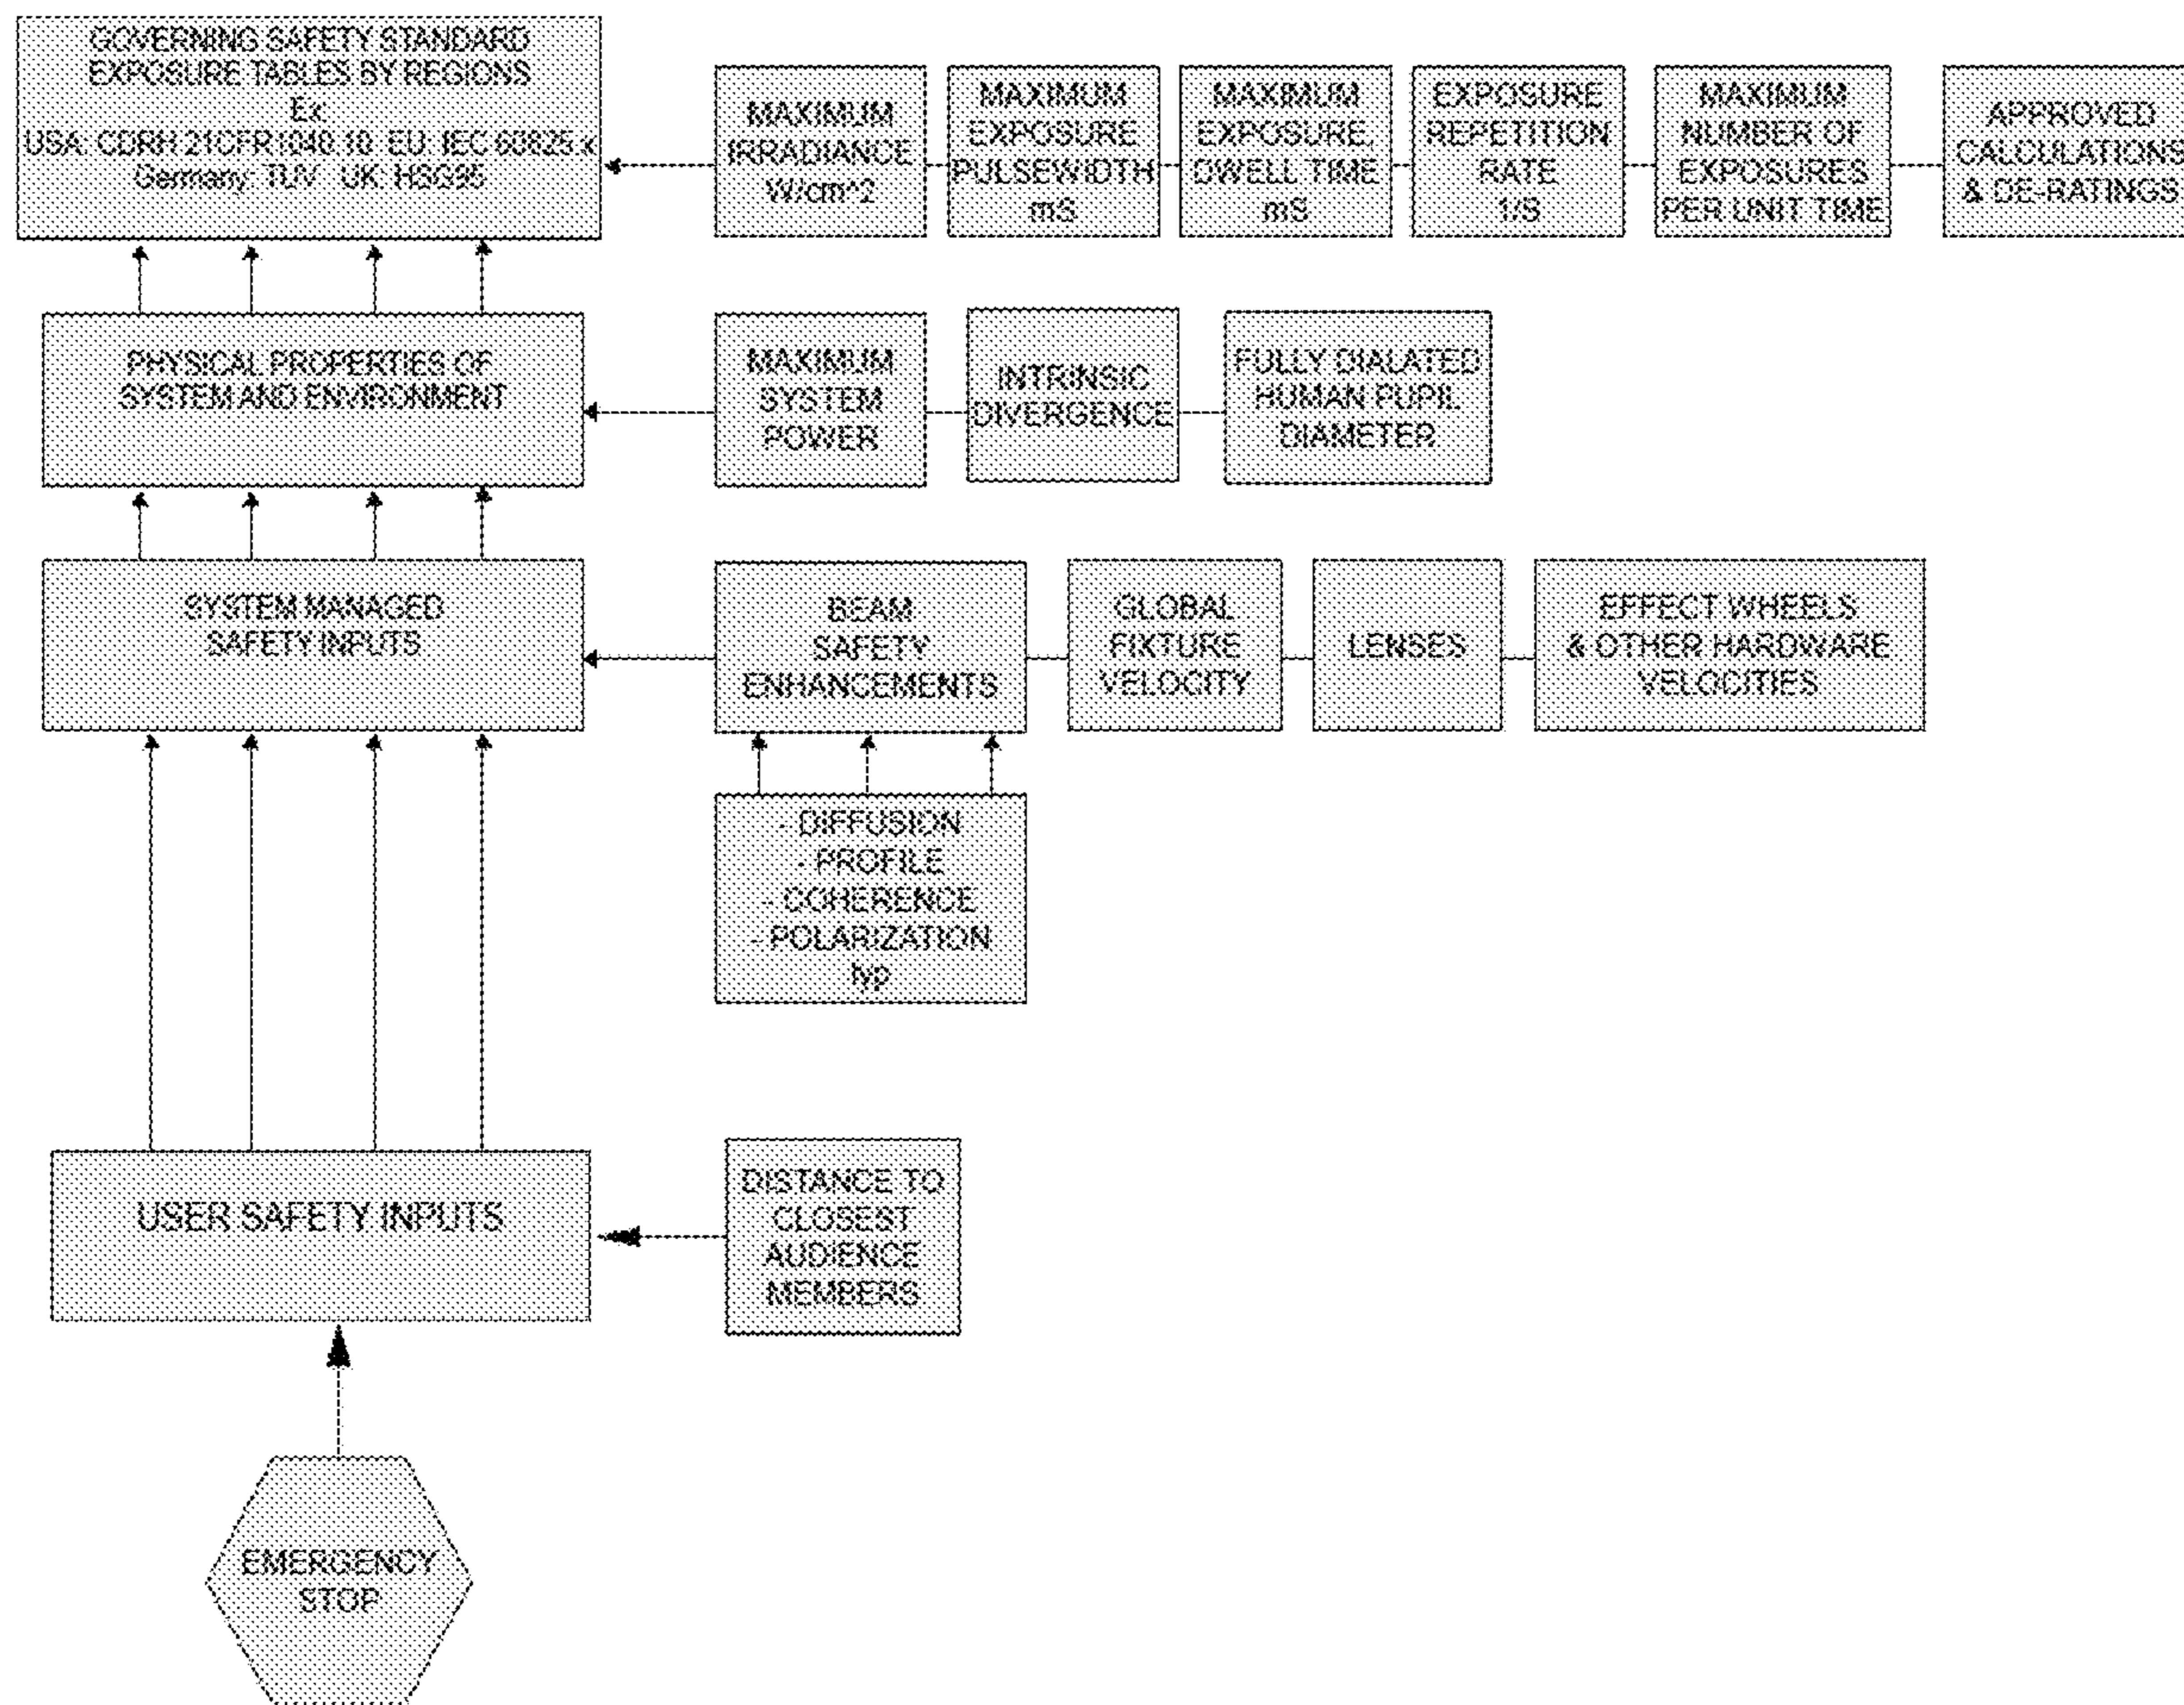 GOVERNING SAFETY STANDARD
EXPOSURE TABLES BY REGIONS
Ex:
USA: CDRH 21CFR1040.10 EU: IEC 60825.x
Germany: TUV UK: HSG95
MAXIMUM
IRRADIANCE
W/cm^2
MAXIMUM
EXPOSURE
PULSEWIDTH
mS
MAXIMUM
EXPOSURE
DWELL TIME
mS
EXPOSURE
REPETITION
RATE
1/S
MAXIMUM
NUMBER OF
EXPOSURES
PER UNIT TIME
APPROVED
CALCULATIONS
& DE-RATINGS
PHYSICAL PROPERTIES OF
SYSTEM AND ENVIRONMENT
MAXIMUM
SYSTEM
POWER
INTRINSIC
DIVERGENCE
FULLY DIALATED
HUMAN PUPIL
DIAMETER
SYSTEM MANAGED
SAFETY INPUTS
BEAM
SAFETY
ENHANCEMENTS
GLOBAL
FIXTURE
VELOCITY
LENSES
EFFECT WHEELS
& OTHER HARDWARE
VELOCITIES
- DIFFUSION
- PROFILE
- COHERENCE
- POLARIZATION
typ
USER SAFETY INPUTS
DISTANCE TO
CLOSEST
AUDIENCE
MEMBERS
EMERGENCY
STOP